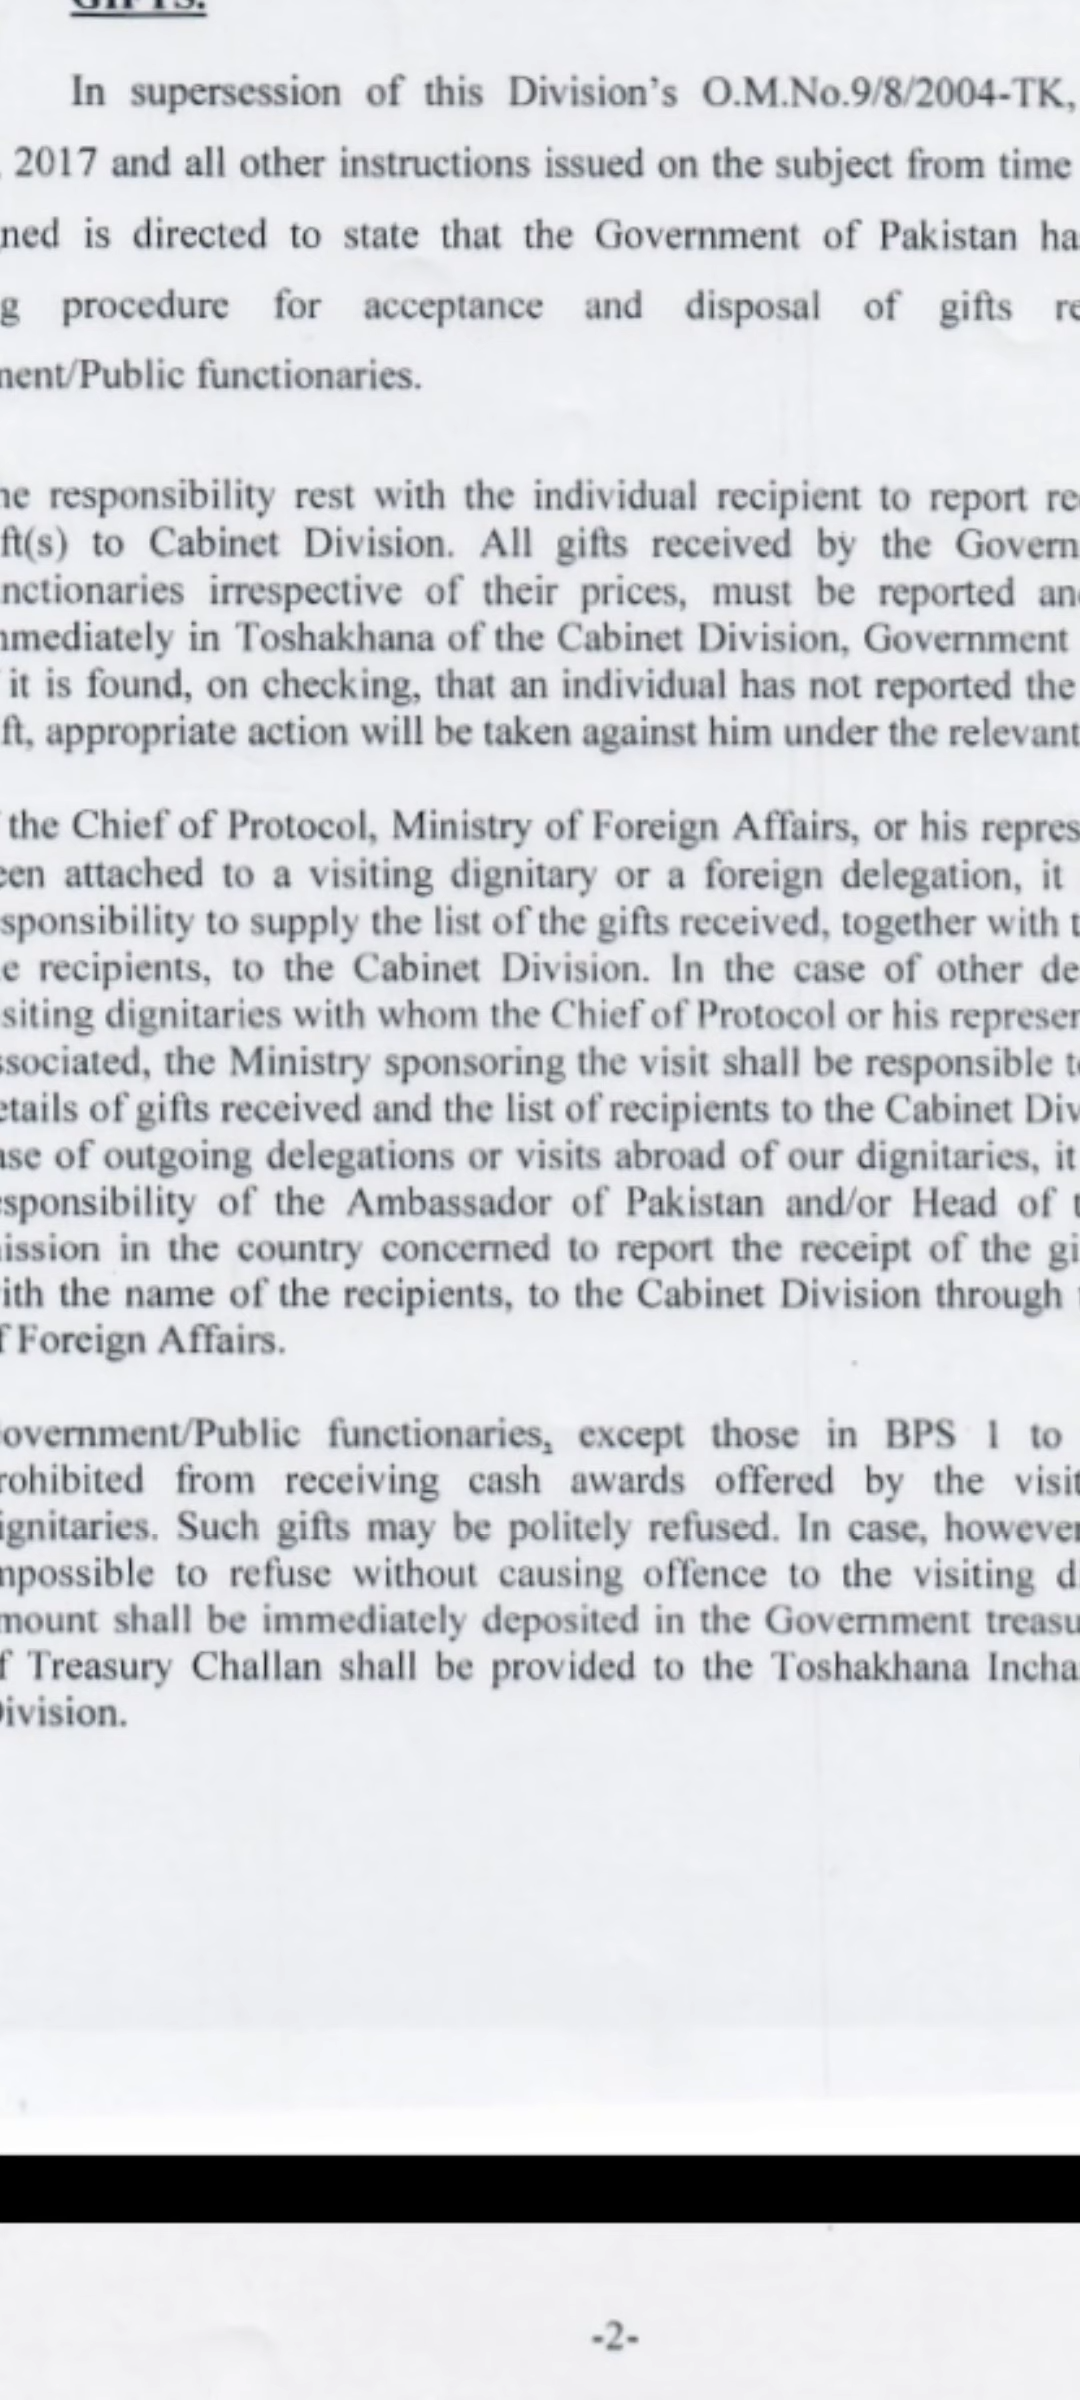 GIFTS.
In supersession of this Division's O.M.No.9/8/2004-TK,
, 2017 and all other instructions issued on the subject from time
ned is directed to state that the Government of Pakistan ha
g procedure for acceptance and disposal of gifts re
nent/Public functionaries.
he responsibility rest with the individual recipient to report re
ft(s) to Cabinet Division. All gifts received by the Govern
nctionaries irrespective of their prices, must be reported and
mmediately in Toshakhana of the Cabinet Division, Government
it is found, on checking, that an individual has not reported the
ft, appropriate action will be taken against him under the relevant
the Chief of Protocol, Ministry of Foreign Affairs, or his repres
een attached to a visiting dignitary or a foreign delegation, it
sponsibility to supply the list of the gifts received, together with t
e recipients, to the Cabinet Division. In the case of other de
siting dignitaries with whom the Chief of Protocol or his represen
ssociated, the Ministry sponsoring the visit shall be responsible to
etails of gifts received and the list of recipients to the Cabinet Div
ase of outgoing delegations or visits abroad of our dignitaries, it
esponsibility of the Ambassador of Pakistan and/or Head of t
ission in the country concerned to report the receipt of the gi
ith the name of the recipients, to the Cabinet Division through
f Foreign Affairs.
overnment/Public functionaries, except those in BPS 1 to
rohibited from receiving cash awards offered by the visit
ignitaries. Such gifts may be politely refused. In case, however
mpossible to refuse without causing offence to the visiting d
mount shall be immediately deposited in the Government treasu
f Treasury Challan shall be provided to the Toshakhana Incha
ivision.
-2-